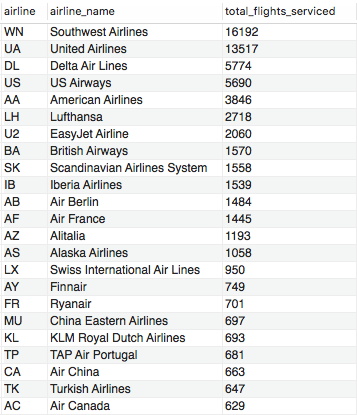 airline airline_name total_flights_serviced
WN Southwest Airlines 16192
UA United Airlines 13517
DL Delta Air Lines 5774
US US Airways 5690
AA American Airlines 3846
LH Lufthansa 2718
U2 EasyJet Airline 2060
BA British Airways 1570
SK Scandinavian Airlines System 1558
IB Iberia Airlines 1539
AB Air Berlin 1484
AF Air France 1445
AZ Alitalia 1193
AS Alaska Airlines 1058
LX Swiss International Air Lines 950
AY Finnair 749
FR Ryanair 701
MU China Eastern Airlines 697
KL KLM Royal Dutch Airlines 693
TP TAP Air Portugal 681
CA Air China 663
TK Turkish Airlines 647
AC Air Canada 629